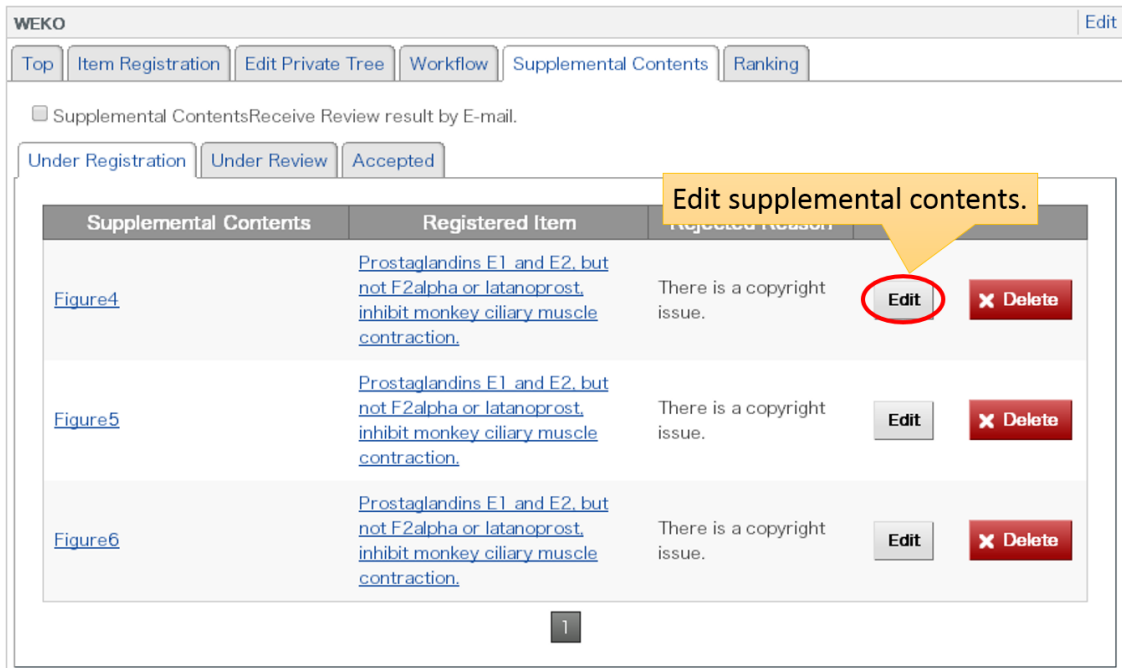 WEKO Edit
Top Item Registration Edit Private Tree Workflow Supplemental Contents Ranking
Supplemental ContentsReceive Review result by E-mail.
Under Registration Under Review Accepted
Edit supplemental contents.
Supplemental Contents Registered Item Rejected Reason
Figure4
Prostaglandins E1 and E2, but
not F2alpha or latanoprost,
inhibit monkey ciliary muscle
contraction.
There is a copyright
issue.
Edit Delete
Figure5
Prostaglandins E1 and E2, but
not F2alpha or latanoprost,
inhibit monkey ciliary muscle
contraction.
There is a copyright
issue.
Edit Delete
Figure6
Prostaglandins E1 and E2, but
not F2alpha or latanoprost,
inhibit monkey ciliary muscle
contraction.
There is a copyright
issue.
Edit Delete
1